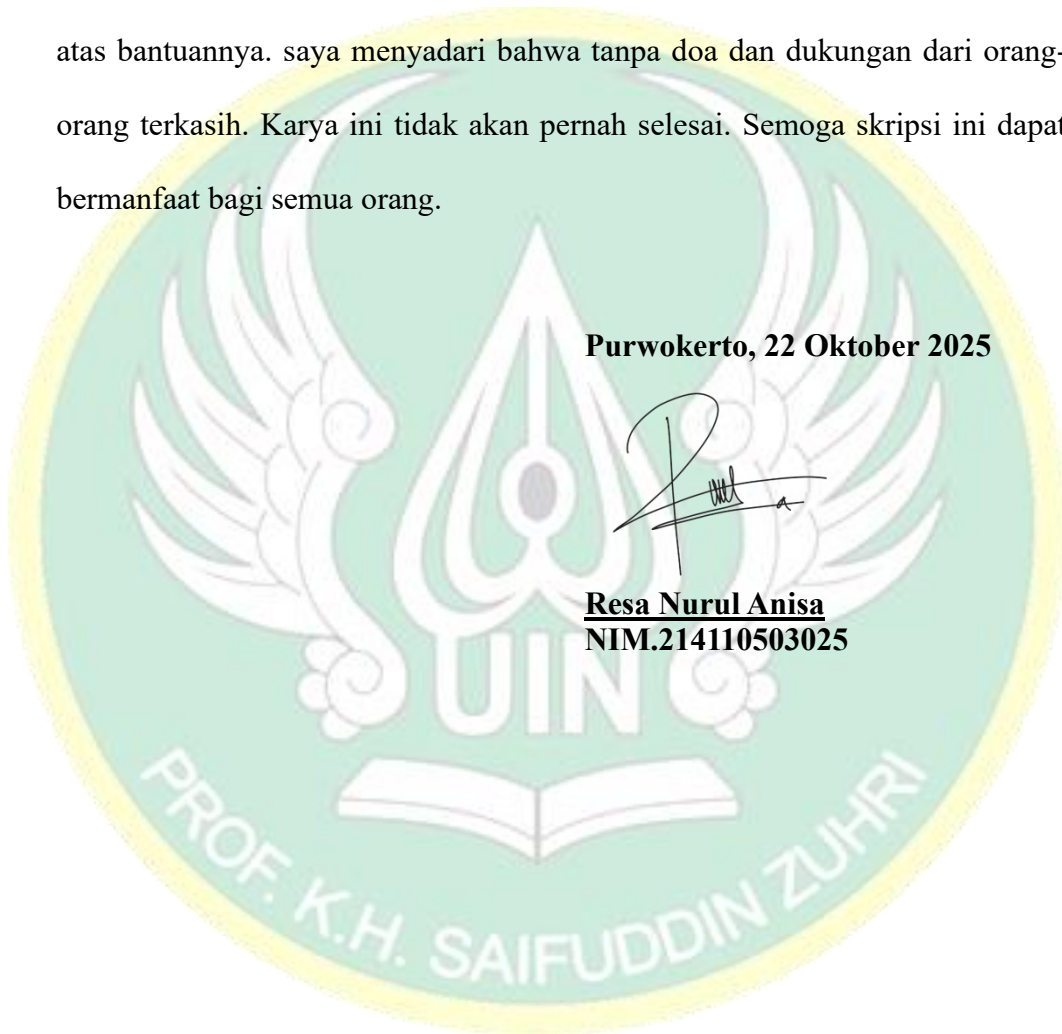 atas bantuannya. saya menyadari bahwa tanpa doa dan dukungan dari orang-
orang terkasih. Karya ini tidak akan pernah selesai. Semoga skripsi ini dapat
bermanfaat bagi semua orang.
Purwokerto, 22 Oktober 2025
Resa Nurul Anisa
NIM.214110503025
UIN
PROF. K.H. SAIFUDDIN ZUHRI